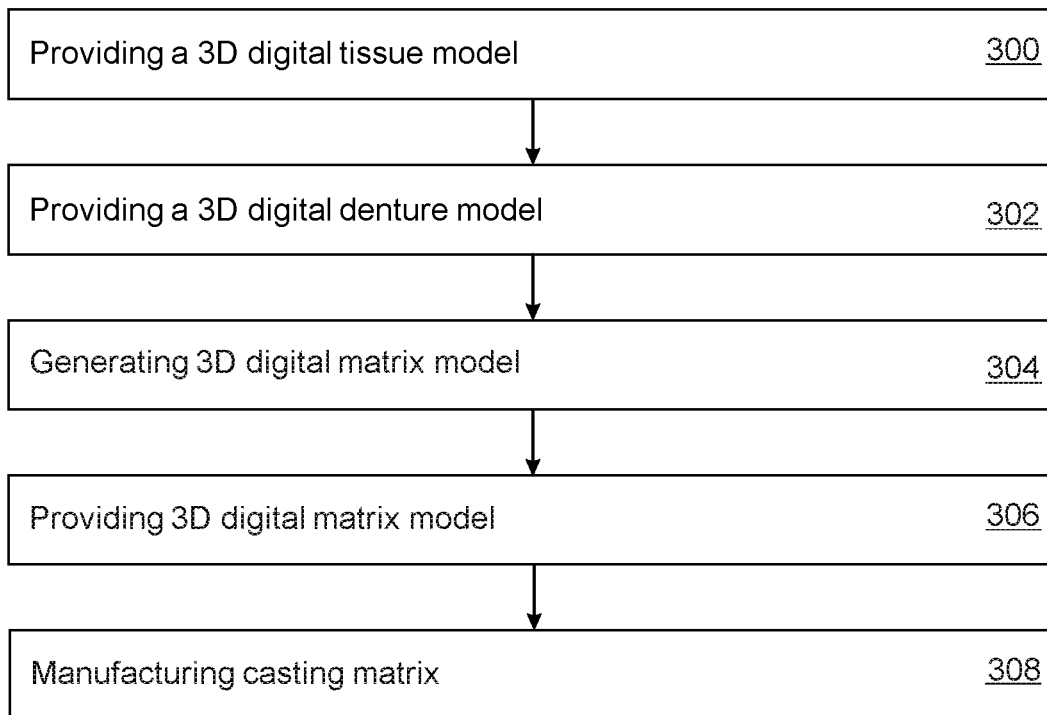 Providing a 3D digital tissue model 300
Providing a 3D digital denture model 302
Generating 3D digital matrix model 304
Providing 3D digital matrix model 306
Manufacturing casting matrix 308